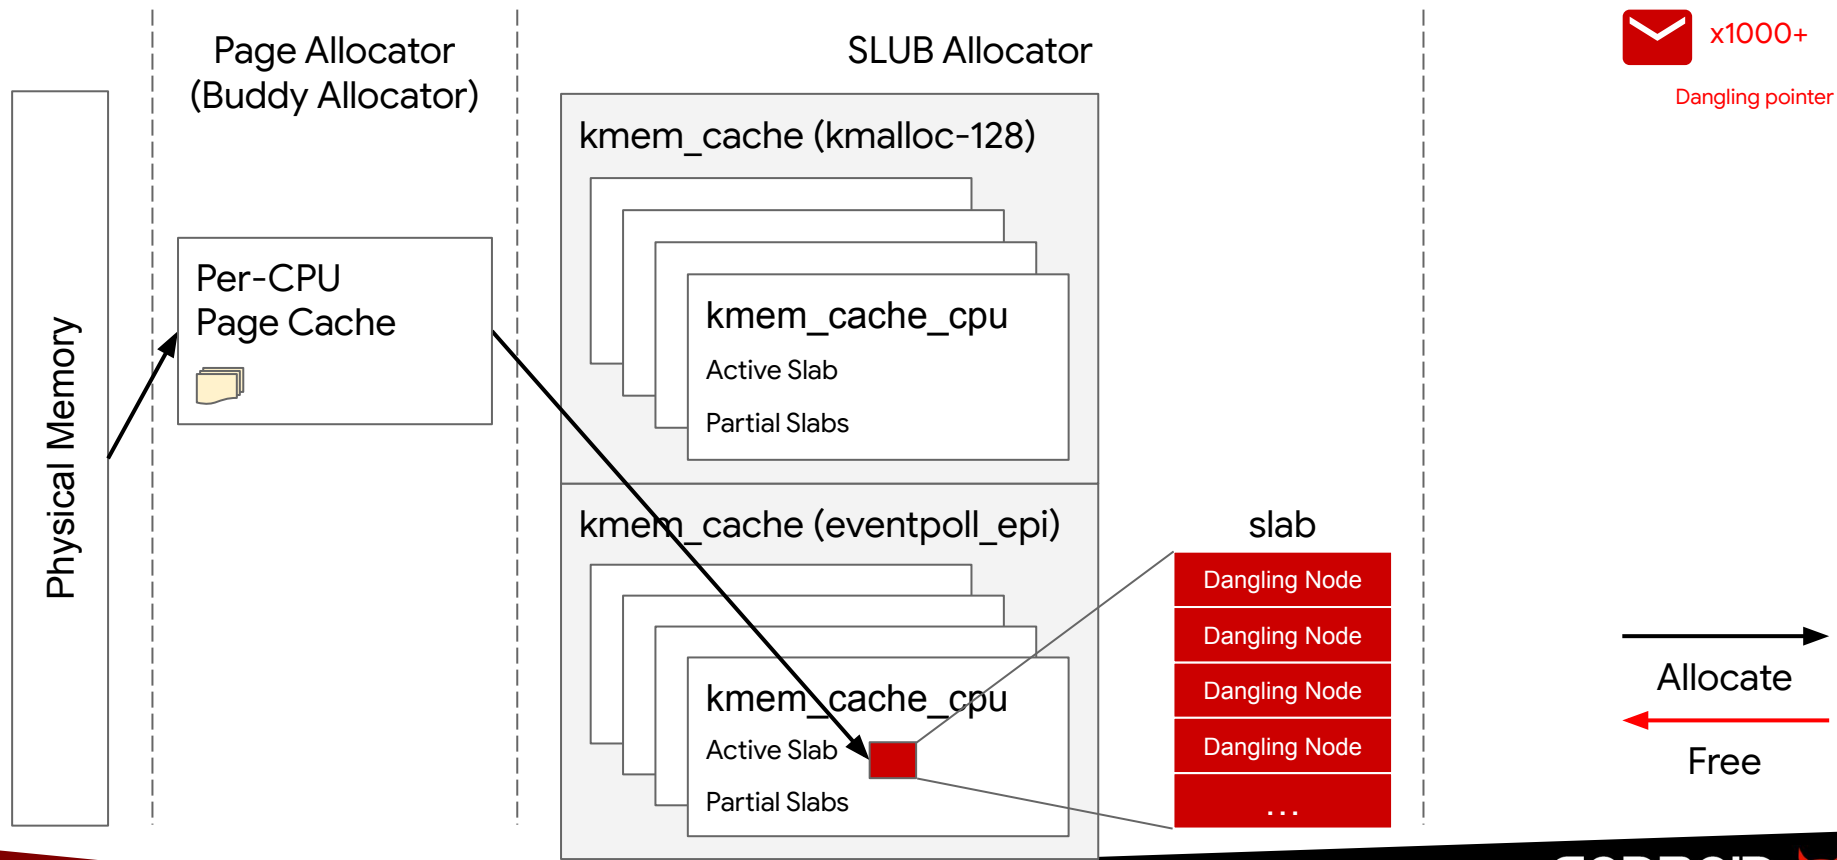 Page Allocator
(Buddy Allocator)
SLUB Allocator
x1000+
Dangling pointer
Physical Memory
Per-CPU
Page Cache
kmem_cache (kmalloc-128)
kmem_cache_cpu
Active Slab
Partial Slabs
kmem_cache (eventpoll_epi)
kmem_cache_cpu
Active Slab
Partial Slabs
slab
Dangling Node
Dangling Node
Dangling Node
Dangling Node
...
Allocate
Free